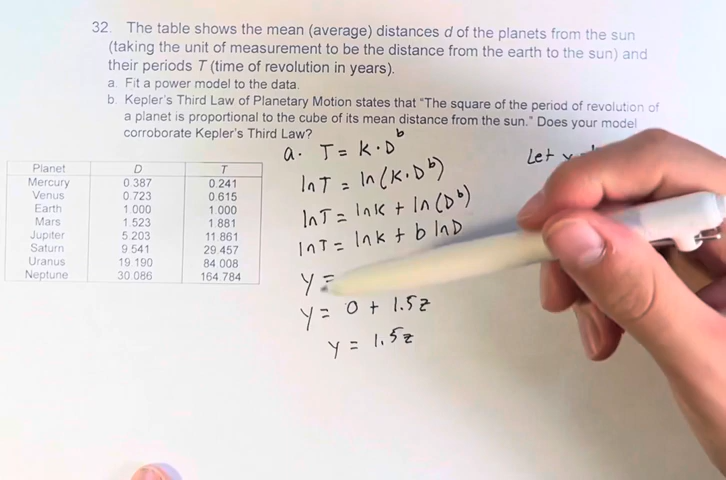 32. The table shows the mean (average) distances d of the planets from the sun
(taking the unit of measurement to be the distance from the earth to the sun) and
their periods T (time of revolution in years).
a. Fit a power model to the data.
b. Kepler's Third Law of Planetary Motion states that "The square of the period of revolution of
a planet is proportional to the cube of its mean distance from the sun." Does your model
corroborate Kepler's Third Law?
Planet D T
Mercury 0.387 0.241
Venus 0.723 0.615
Earth 1.000 1.000
Mars 1.523 1.881
Jupiter 5.203 11.861
Saturn 9.541 29.457
Uranus 19.190 84.008
Neptune 30.086 164.784
a. T = K · D^b
ln T = ln (K · D^b)
ln T = ln K + ln (D^b)
ln T = ln K + b ln D
y =
y = 0 + 1.5z
y = 1.5z
Let